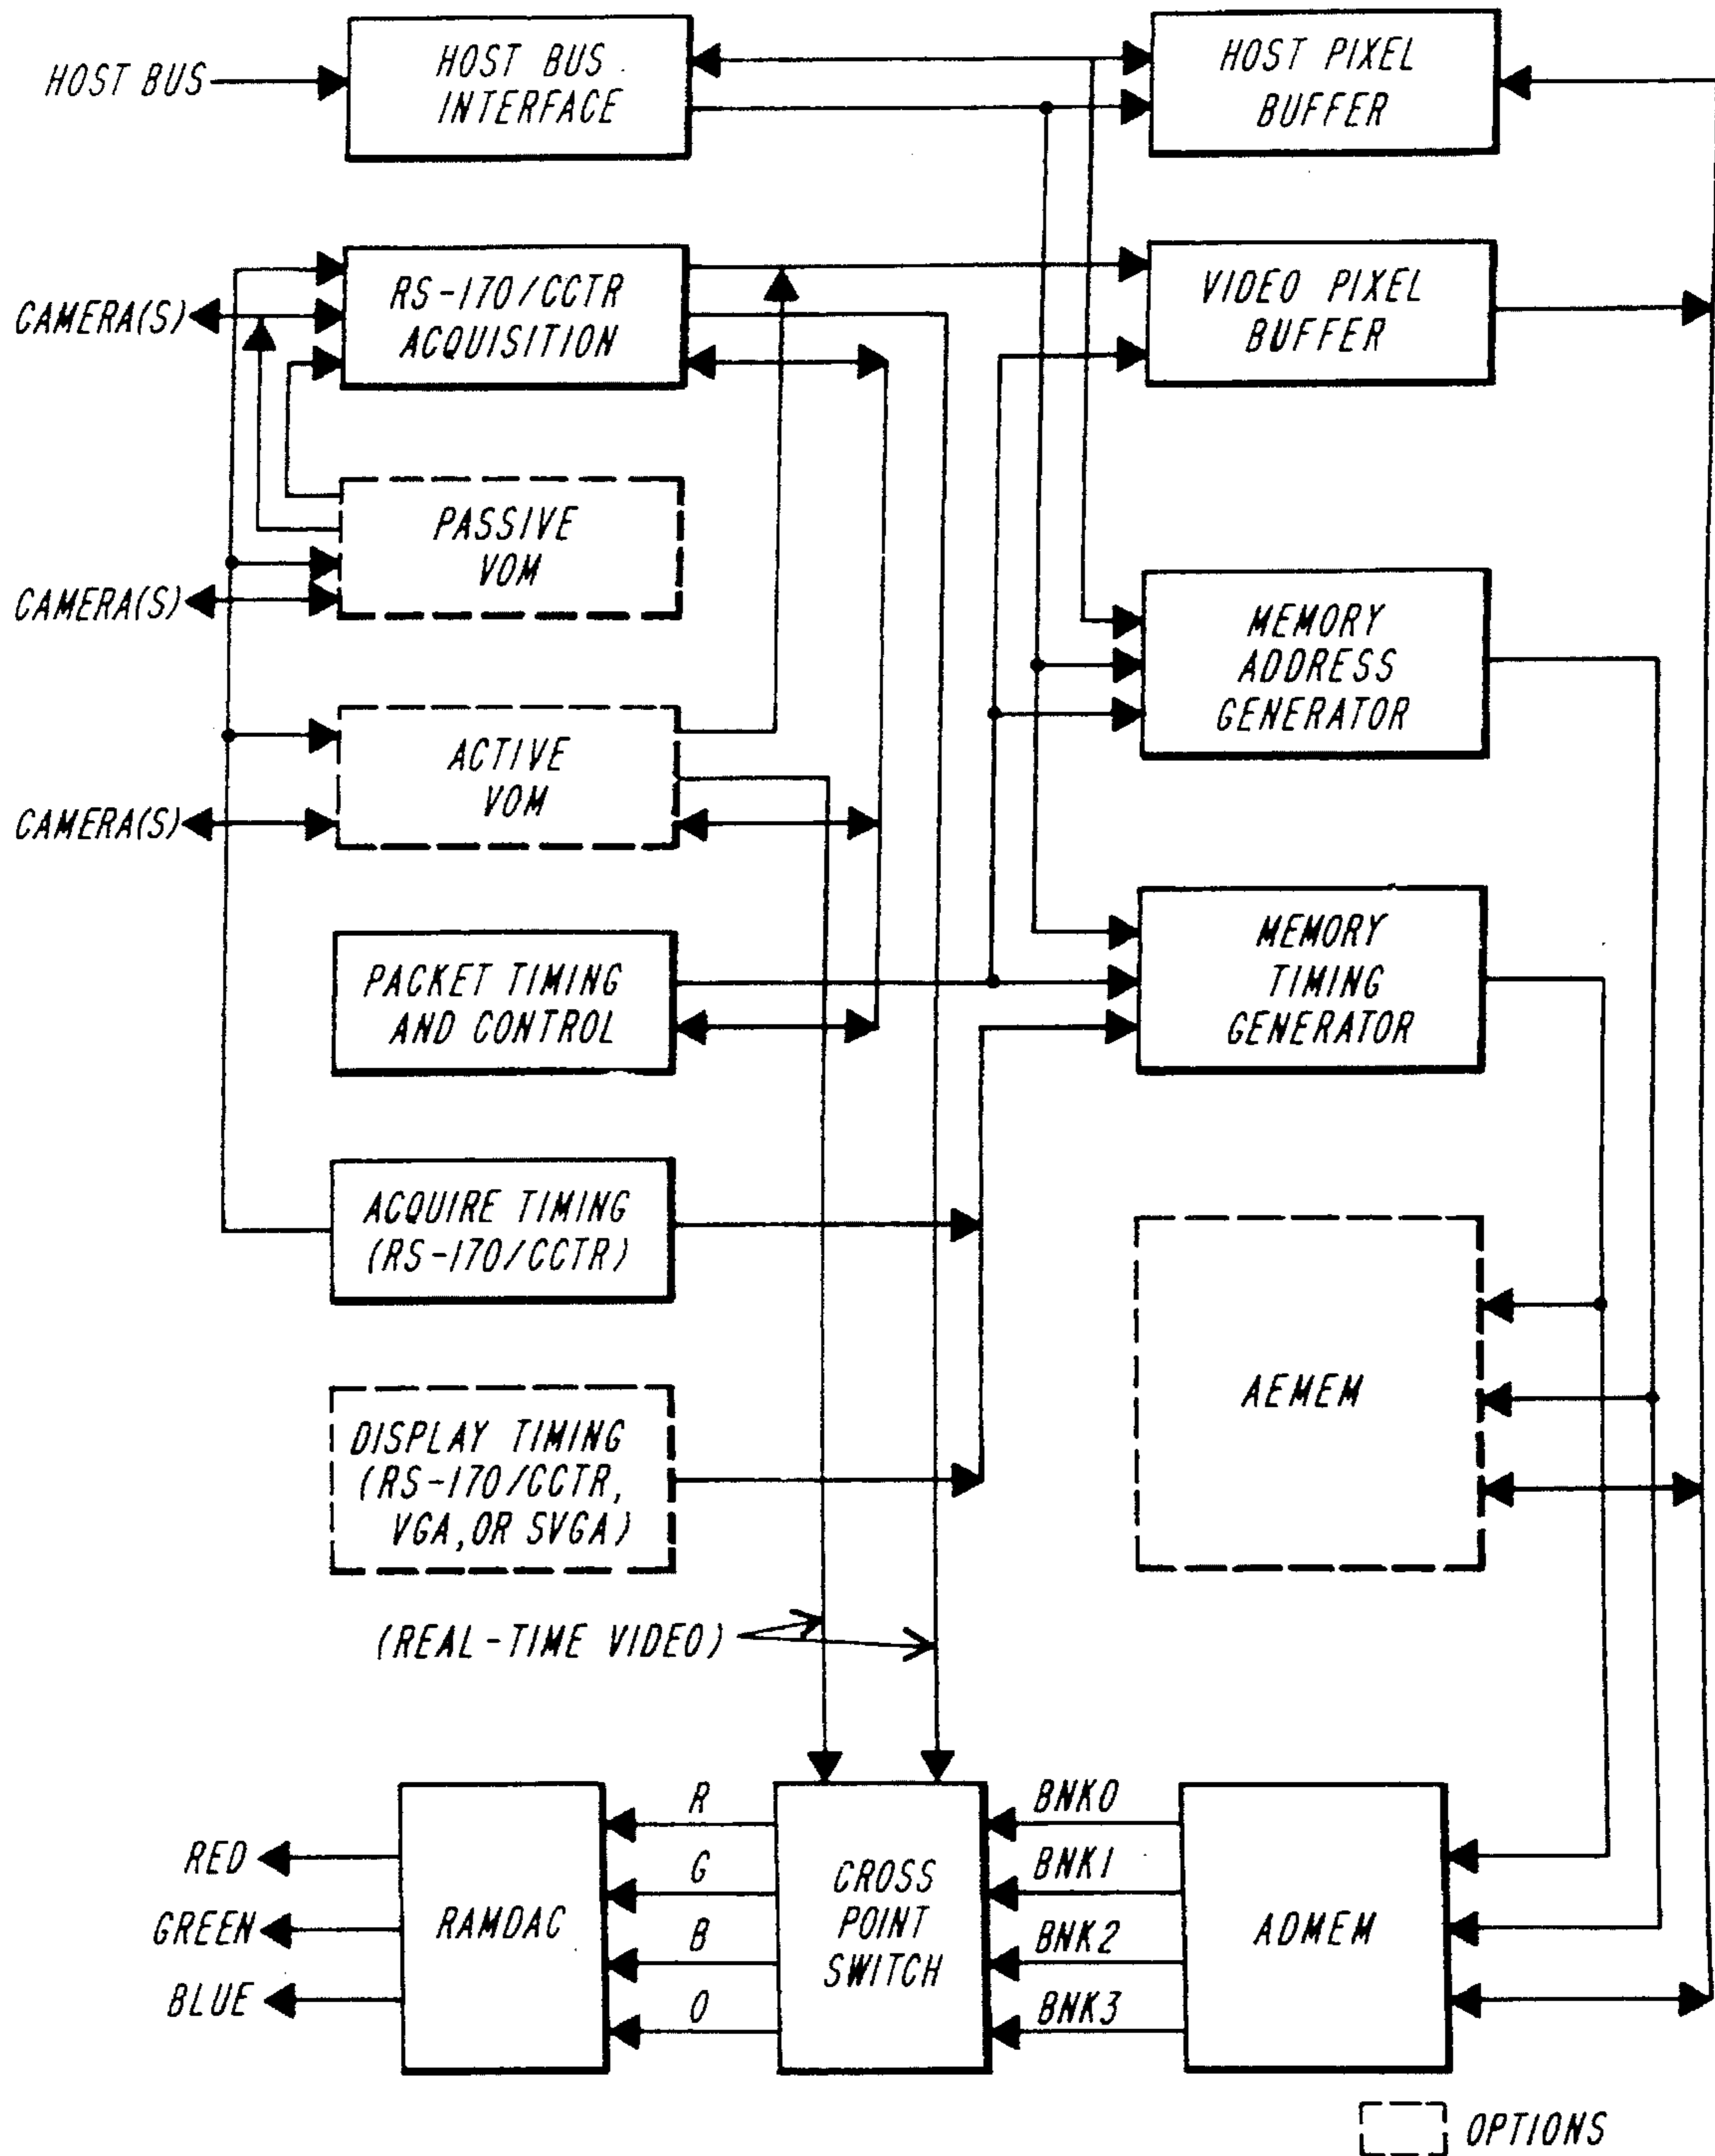 HOST BUS
HOST BUS
INTERFACE
HOST PIXEL
BUFFER
CAMERA(S)
RS-170/CCTR
ACQUISITION
VIDEO PIXEL
BUFFER
PASSIVE
VOM
CAMERA(S)
MEMORY
ADDRESS
GENERATOR
ACTIVE
VOM
CAMERA(S)
PACKET TIMING
AND CONTROL
MEMORY
TIMING
GENERATOR
ACQUIRE TIMING
(RS-170/CCTR)
AEMEM
DISPLAY TIMING
(RS-170/CCTR,
VGA, OR SVGA)
(REAL-TIME VIDEO)
RED
GREEN
BLUE
RAMDAC
R
G
B
O
CROSS
POINT
SWITCH
BNK0
BNK1
BNK2
BNK3
ADMEM
OPTIONS